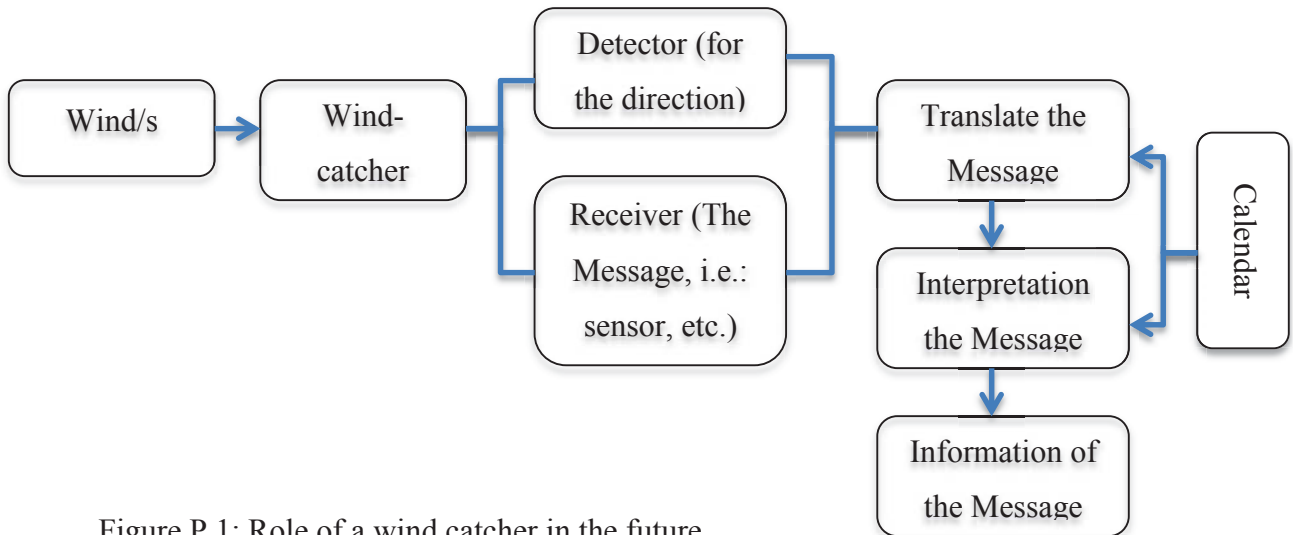 Wind/s
Wind-
catcher
Detector (for
the direction)
Receiver (The
Message, i.e.:
sensor, etc.)
Translate the
Message
Interpretation
the Message
Information of
the Message
Calendar
Figure P.1: Role of a wind catcher in the future